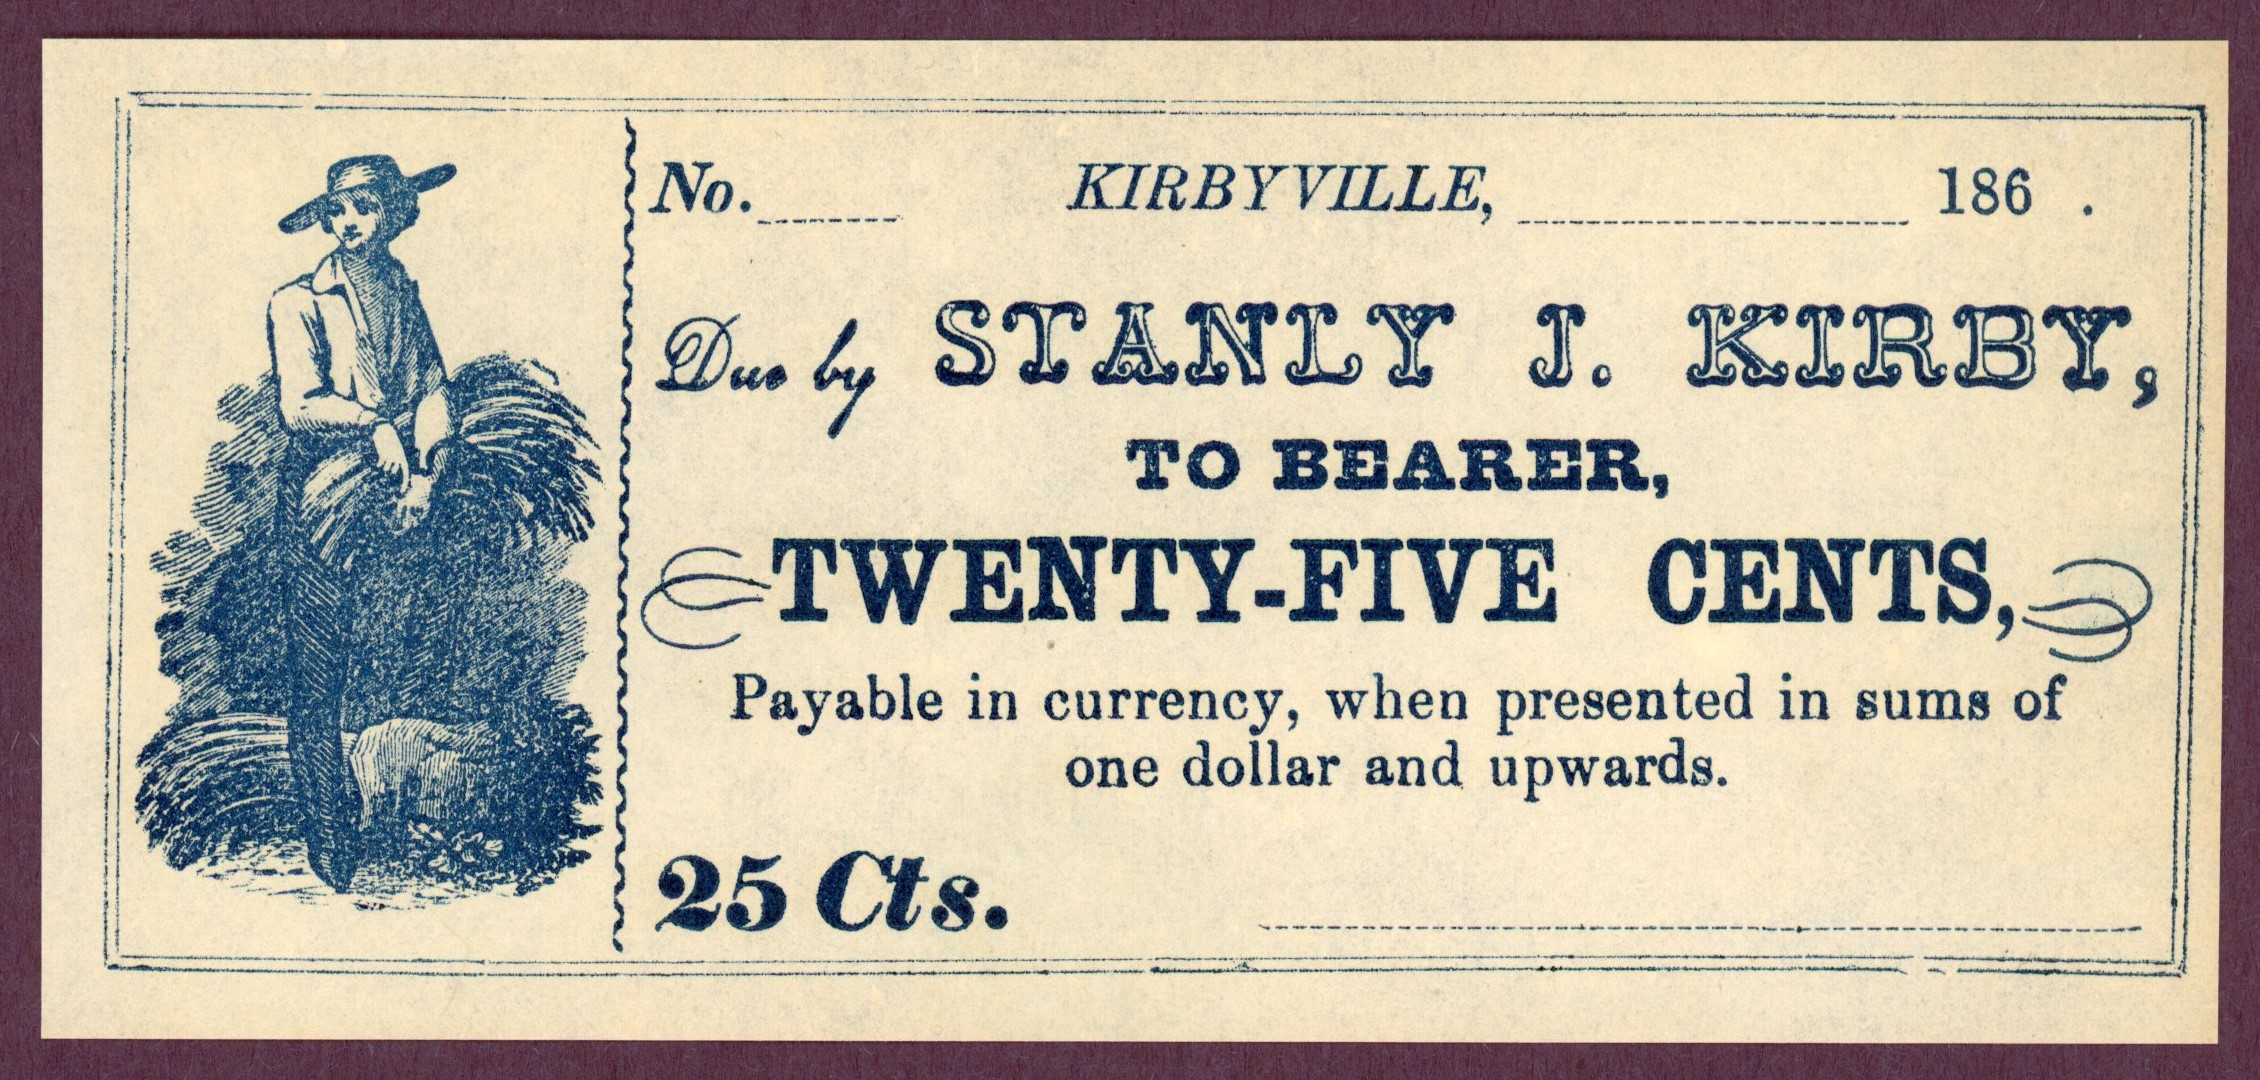 No. KIRBYVILLE, 186 .
Due by STANLY J. KIRBY,
TO BEARER,
TWENTY-FIVE CENTS,
Payable in currency, when presented in sums of
one dollar and upwards.
25 Cts.